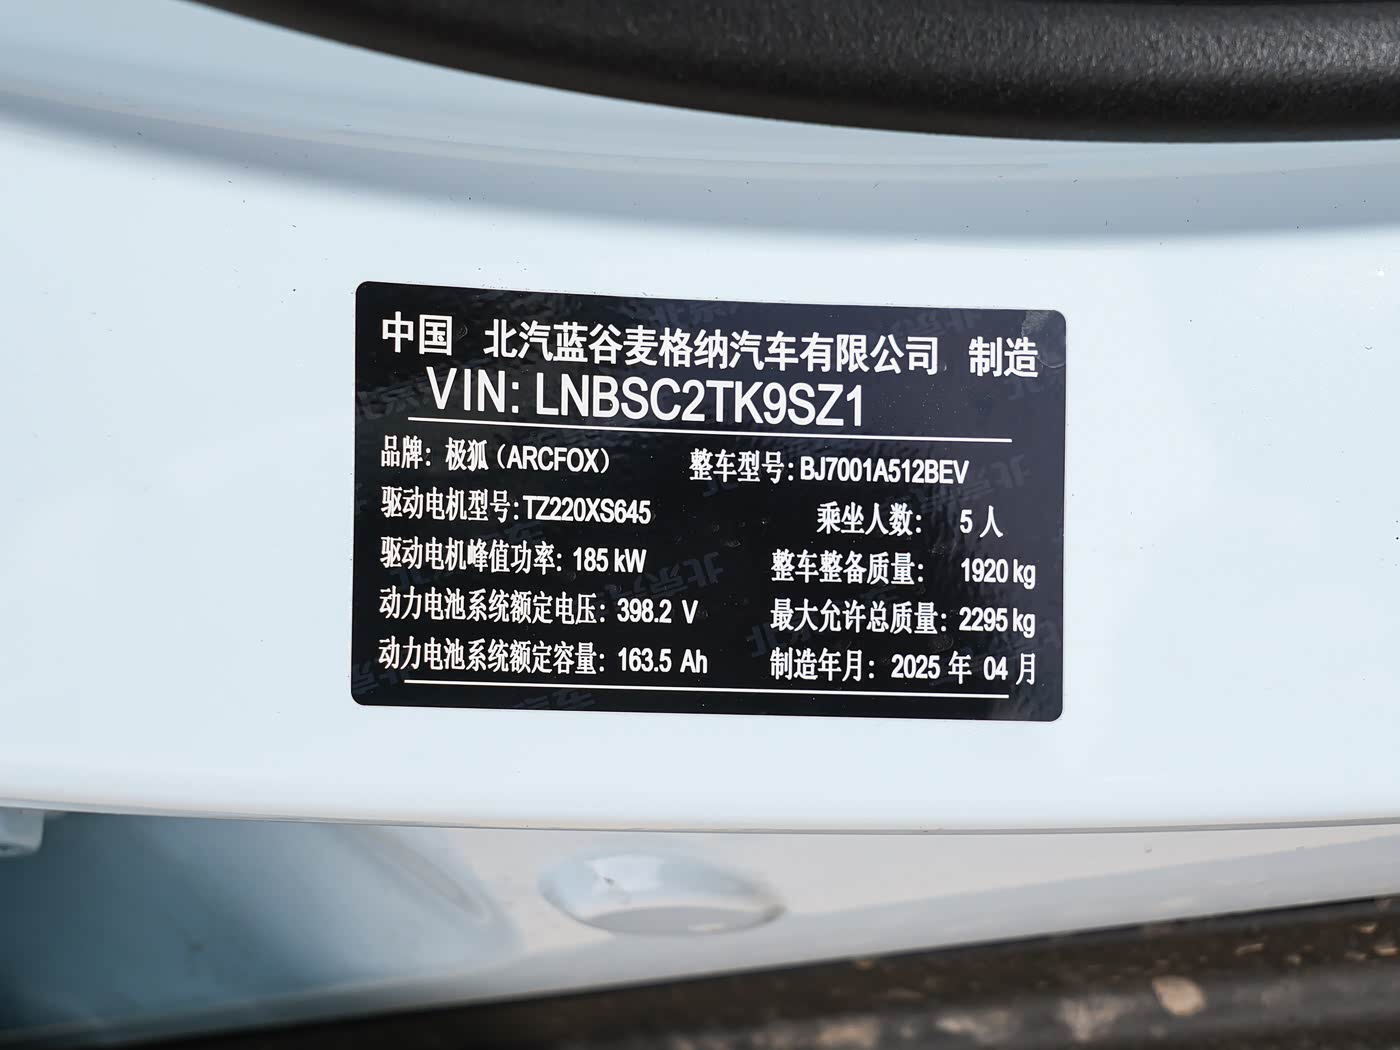 中国 北汽蓝谷麦格纳汽车有限公司 制造
VIN: LNBSC2TK9SZ1
品牌: 极狐（ARCFOX） 整车型号: BJ7001A512BEV
驱动电机型号: TZ220XS645 乘坐人数: 5 人
驱动电机峰值功率: 185 kW 整车整备质量: 1920 kg
动力电池系统额定电压: 398.2 V 最大允许总质量: 2295 kg
动力电池系统额定容量: 163.5 Ah 制造年月: 2025 年 04 月